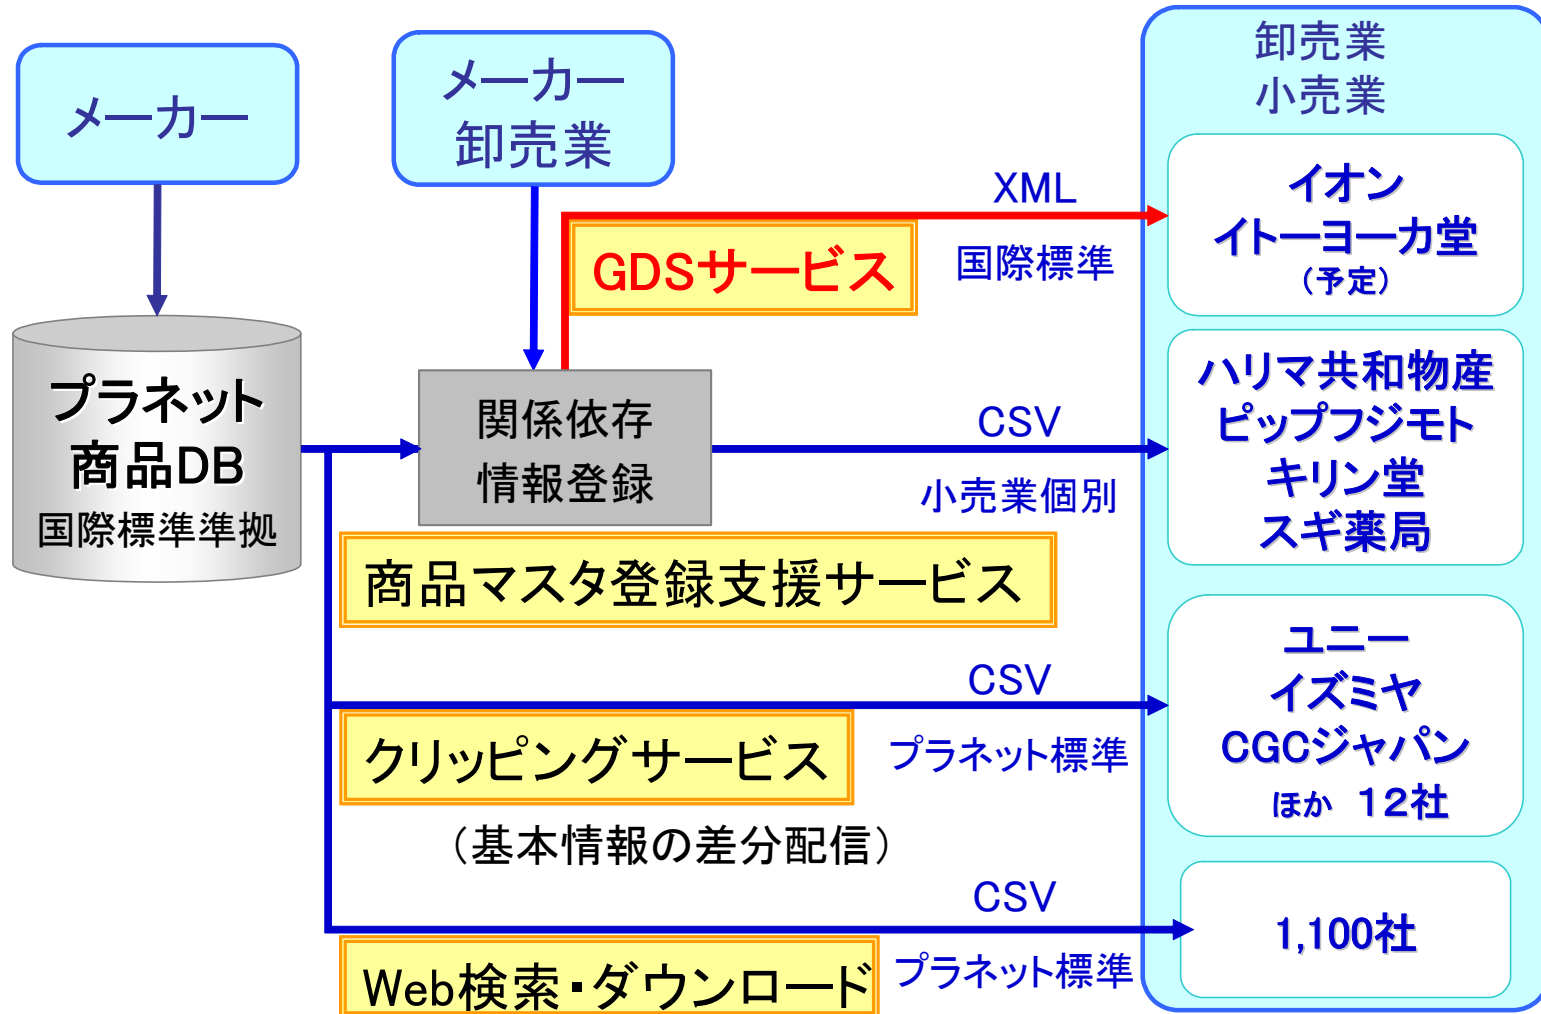 メーカー
メーカー
卸売業
卸売業
小売業
XML
国際標準
GDSサービス
イオン
イトーヨーカ堂
（予定）
プラネット
商品DB
国際標準準拠
関係依存
情報登録
CSV
小売業個別
ハリマ共和物産
ピップフジモト
キリン堂
スギ薬局
商品マスタ登録支援サービス
CSV
プラネット標準
クリッピングサービス
（基本情報の差分配信）
ユニー
イズミヤ
CGCジャパン
ほか　１２社
CSV
プラネット標準
Web検索・ダウンロード
1,100社